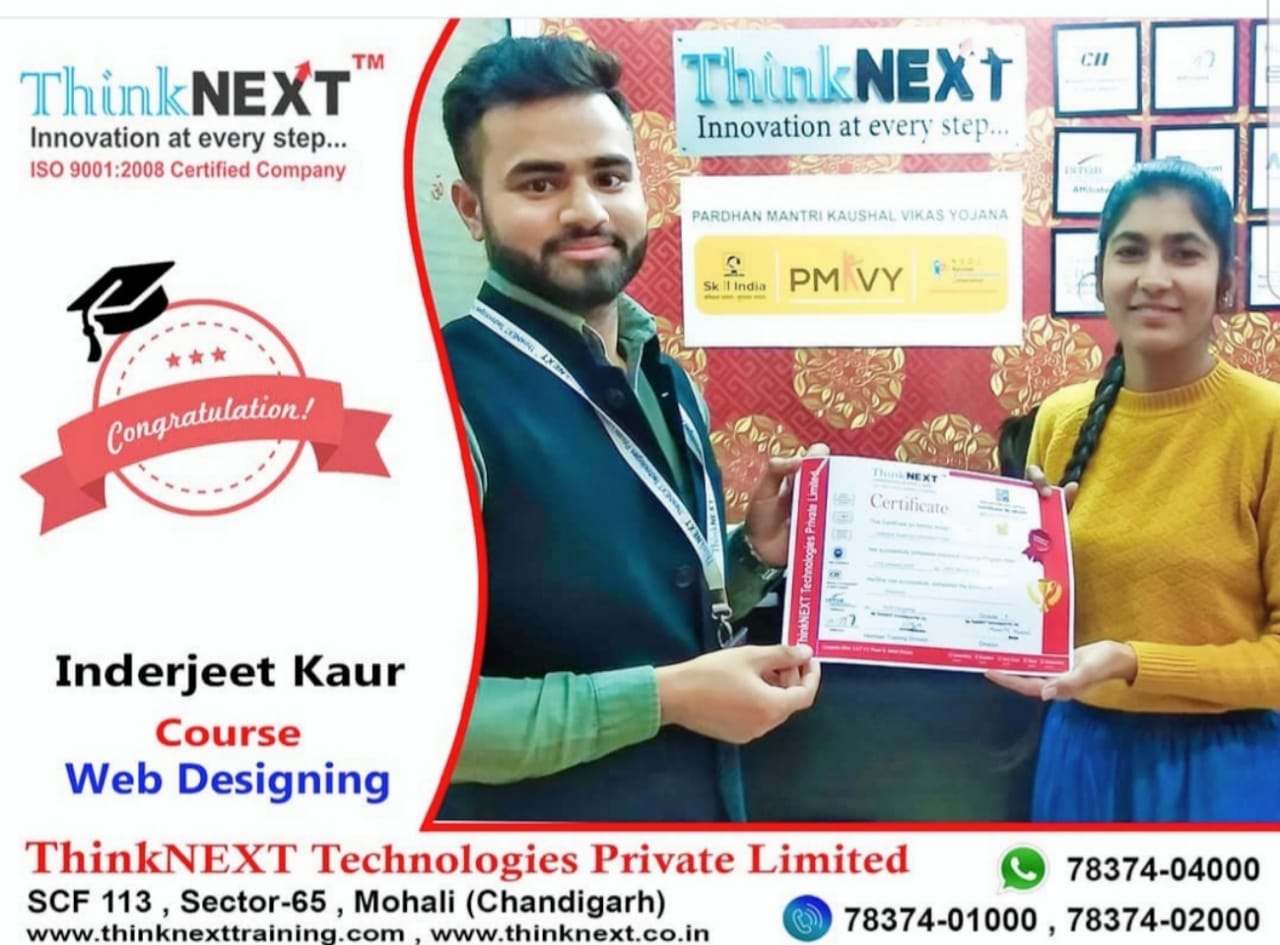 ThinkNEXT™
Innovation at every step...
ISO 9001:2008 Certified Company
Congratulation!
Inderjeet Kaur
Course
Web Designing
ThinkNEXT
Innovation at every step...
PARDHAN MANTRI KAUSHAL VIKAS YOJANA
Skill India
PMKVY
CII
ThinkNEXT
Certificate
ThinkNEXT Technologies Private Limited
ThinkNEXT Technologies Private Limited
SCF 113 , Sector-65 , Mohali (Chandigarh)
www.thinknexttraining.com , www.thinknext.co.in
78374-04000
78374-01000 , 78374-02000